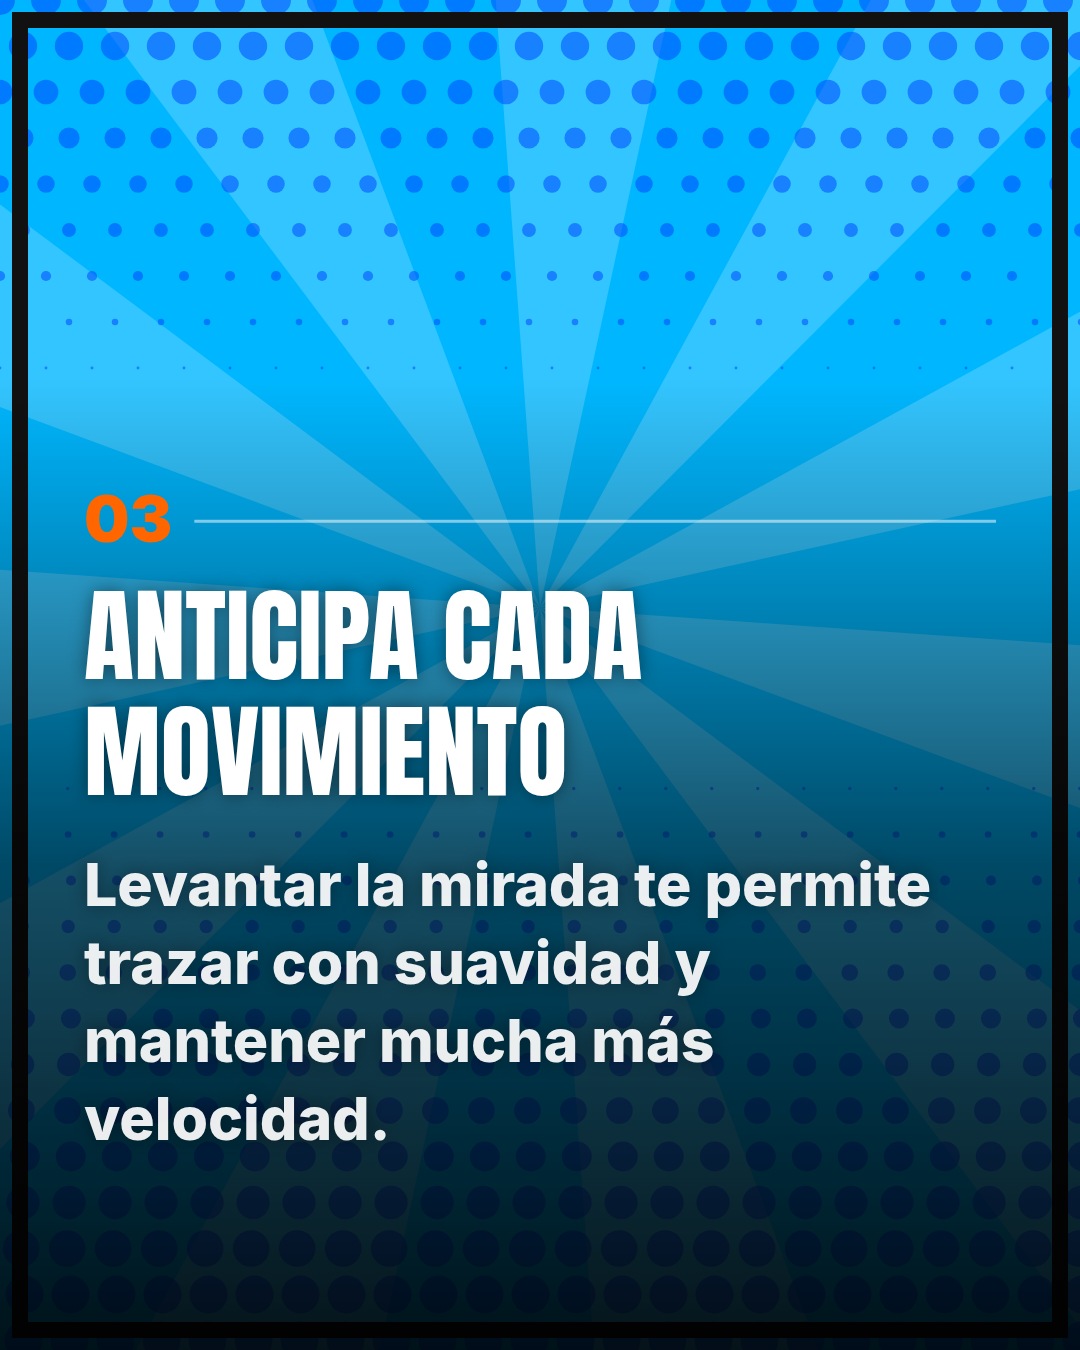 03
ANTICIPA CADA
MOVIMIENTO
Levantar la mirada te permite
trazar con suavidad y
mantener mucha más
velocidad.